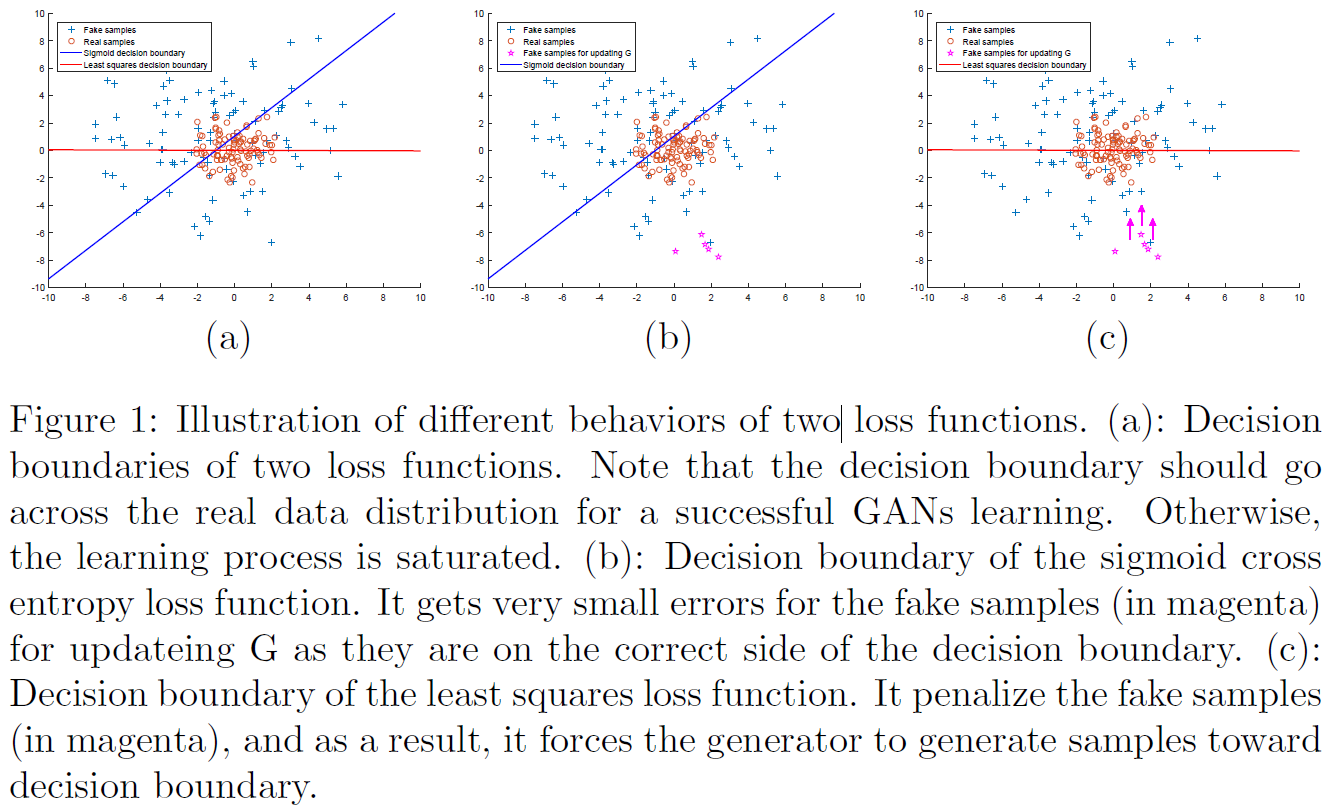 Fake samples
Real samples
Sigmoid decision boundary
Least squares decision boundary
10
8
6
4
2
0
-2
-4
-6
-8
-10
-10 -8 -6 -4 -2 0 2 4 6 8 10
(a)
Fake samples
Real samples
Fake samples for updating G
Sigmoid decision boundary
10
8
6
4
2
0
-2
-4
-6
-8
-10
-10 -8 -6 -4 -2 0 2 4 6 8 10
(b)
Fake samples
Real samples
Fake samples for updating G
Least squares decision boundary
10
8
6
4
2
0
-2
-4
-6
-8
-10
-10 -8 -6 -4 -2 0 2 4 6 8 10
(c)
Figure 1: Illustration of different behaviors of two loss functions. (a): Decision
boundaries of two loss functions. Note that the decision boundary should go
across the real data distribution for a successful GANs learning. Otherwise,
the learning process is saturated. (b): Decision boundary of the sigmoid cross
entropy loss function. It gets very small errors for the fake samples (in magenta)
for updateing G as they are on the correct side of the decision boundary. (c):
Decision boundary of the least squares loss function. It penalize the fake samples
(in magenta), and as a result, it forces the generator to generate samples toward
decision boundary.